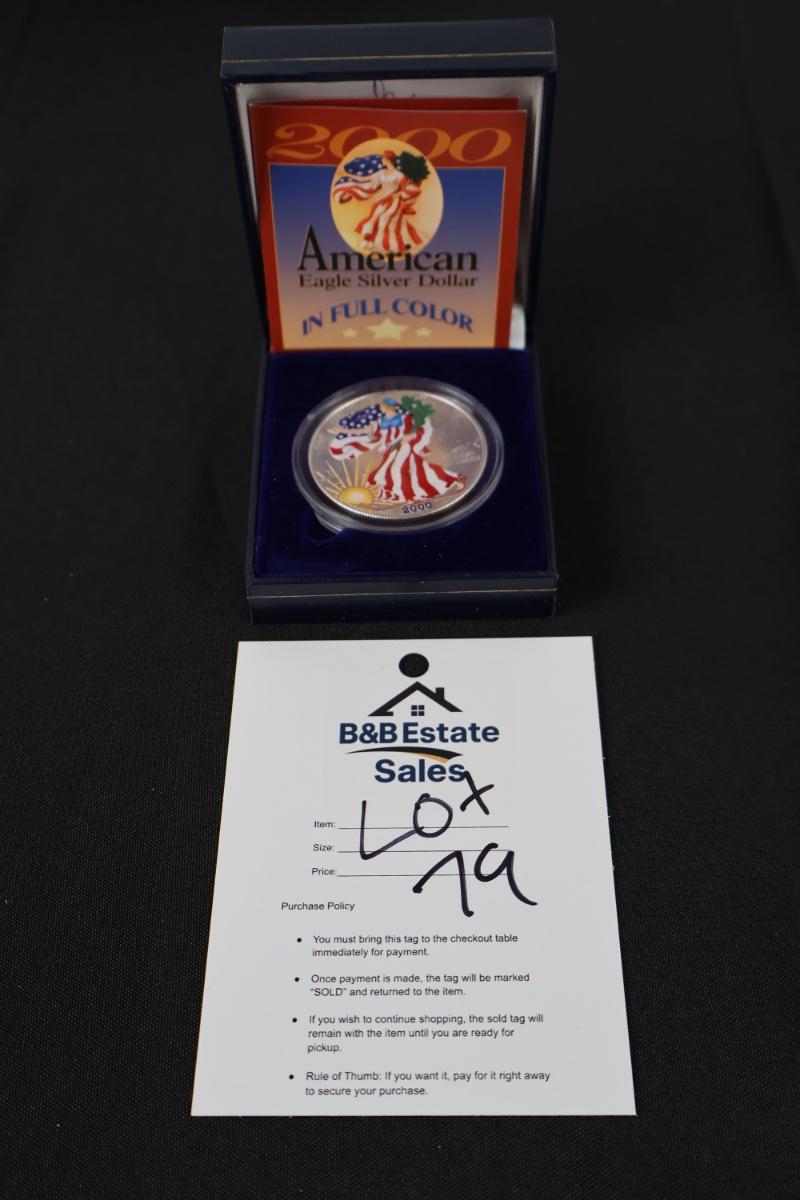 2000
American
Eagle Silver Dollar
IN FULL COLOR
2000
B&B Estate
Sales
Item: LOT
Size:
Price: 79
Purchase Policy
• You must bring this tag to the checkout table
immediately for payment.
• Once payment is made, the tag will be marked
"SOLD" and returned to the item.
• If you wish to continue shopping, the sold tag will
remain with the item until you are ready for
pickup.
• Rule of Thumb: If you want it, pay for it right away
to secure your purchase.